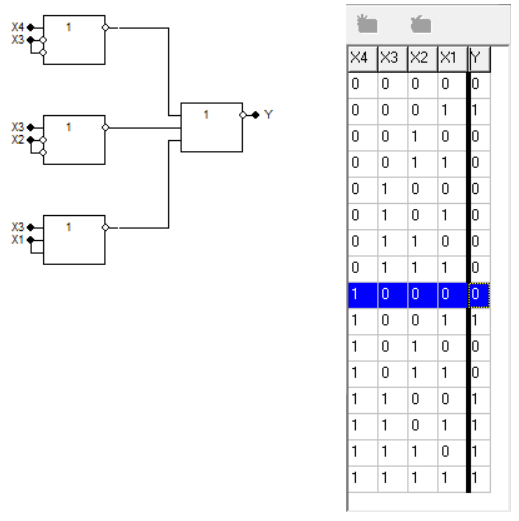 X4 1
X3
X3 1
X2
1 Y
X3 1
X1
X4 X3 X2 X1 Y
0 0 0 0 0
0 0 0 1 1
0 0 1 0 0
0 0 1 1 0
0 1 0 0 0
0 1 0 1 0
0 1 1 0 0
0 1 1 1 0
1 0 0 0 0
1 0 0 1 1
1 0 1 0 0
1 0 1 1 0
1 1 0 0 1
1 1 0 1 1
1 1 1 0 1
1 1 1 1 1